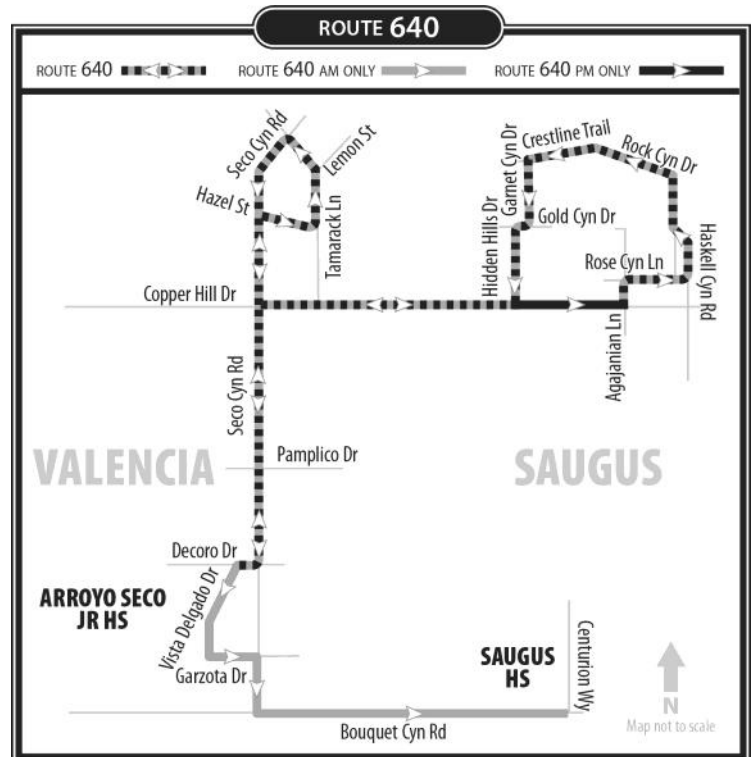 ROUTE 640
ROUTE 640
ROUTE 640 AM ONLY
ROUTE 640 PM ONLY
Seco Cyn Rd
Lemon St
Hazel St
Tamarack Ln
Garnet Cyn Dr
Crestline Trail
Rock Cyn Dr
Hidden Hills Dr
Gold Cyn Dr
Rose Cyn Ln
Haskell Cyn Rd
Copper Hill Dr
Agajanian Ln
Seco Cyn Rd
VALENCIA
Pamplico Dr
SAUGUS
Decoro Dr
ARROYO SECO
JR HS
Vista Delgado Dr
Garzota Dr
SAUGUS
HS
Centurion Wy
N
Map not to scale
Bouquet Cyn Rd